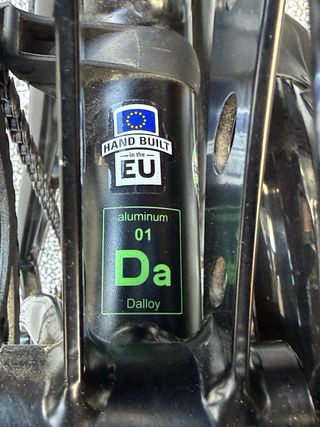 HAND BUILT
in the
EU
aluminum
01
Da
Dalloy